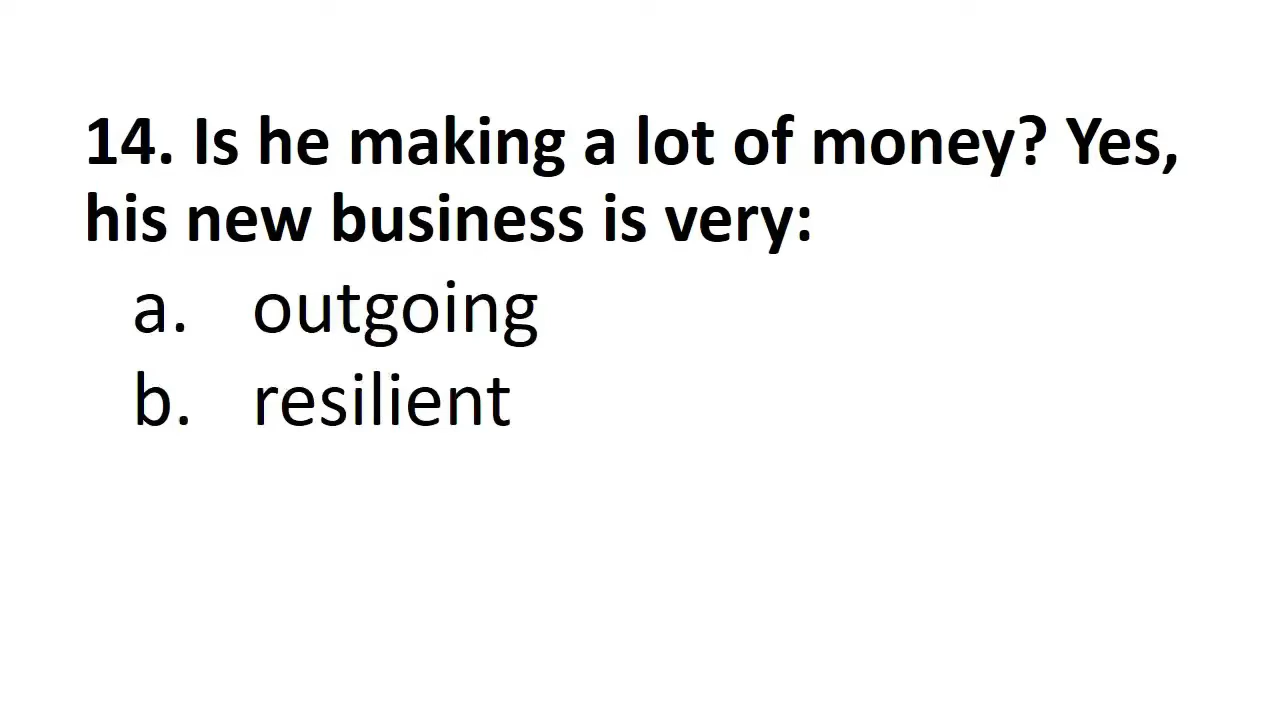 14. Is he making a lot of money? Yes,
his new business is very:
a. outgoing
b. resilient